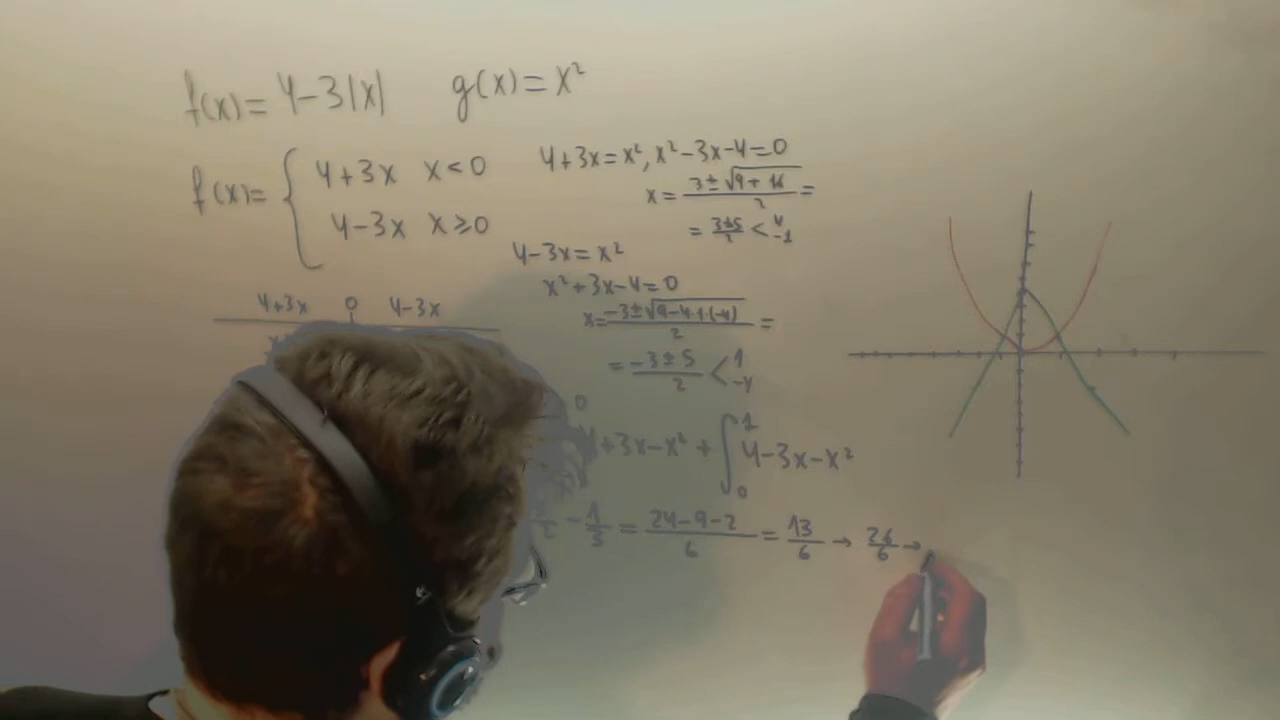 f(x) = 4-3|x| g(x) = x²
f(x) = { 4+3x x<0
4-3x x≥0
4+3x = x², x²-3x-4=0
x = (3±√(9+16))/2 =
= (3±5)/2 < 4
-1
4-3x = x²
x²+3x-4=0
x = (-3±√(9-4·1·(-4)))/2 =
= (-3±5)/2 < 1
-4
4+3x 0 4-3x
0
4+3x-x² + ∫₀¹ 4-3x-x²
- 1/3 = (24-9-2)/6 = 13/6 → 26/6 →